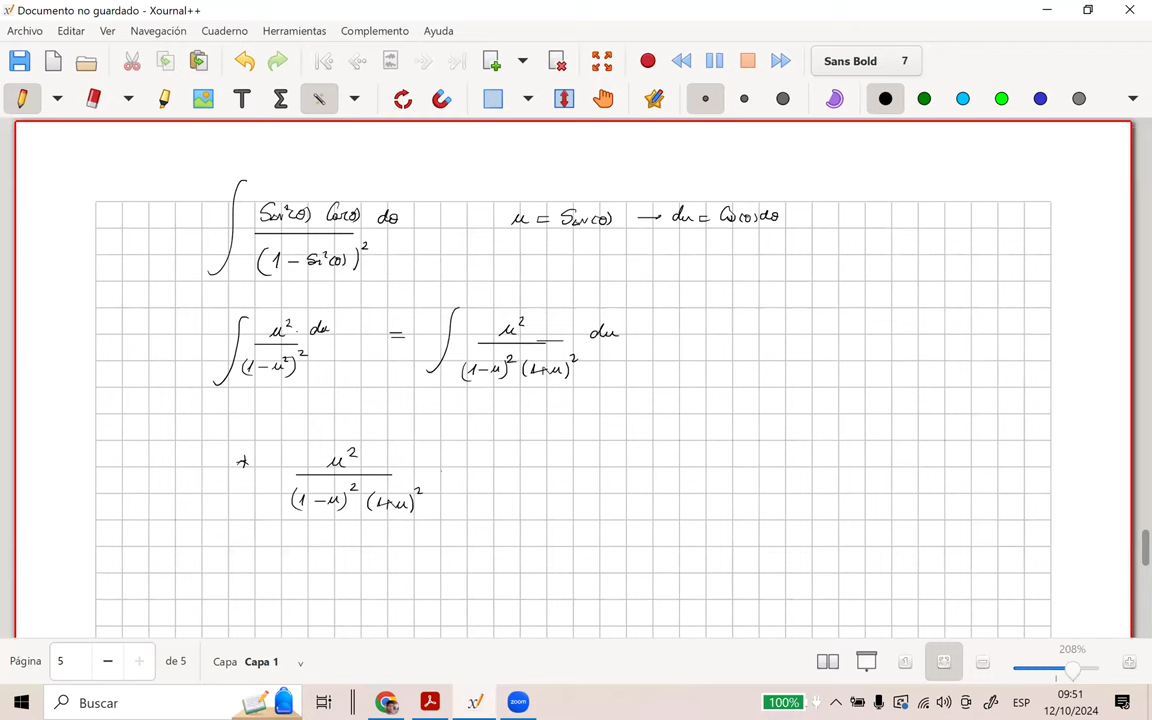 Documento no guardado - Xournal++
Archivo Editar Ver Navegación Cuaderno Herramientas Complemento Ayuda
Sans Bold 7
∫ Sen²(θ) Cos(θ) / (1 - Sen²(θ))² dθ u = Sen(θ) → du = Cos(θ)dθ
∫ u² · du / (1-u²)² = ∫ u² / (1-u)² (1+u)² du
* u² / (1-u)² (1+u)²
Página 5 de 5 Capa Capa 1 208%
Buscar zoom 100% ESP 09:51
12/10/2024